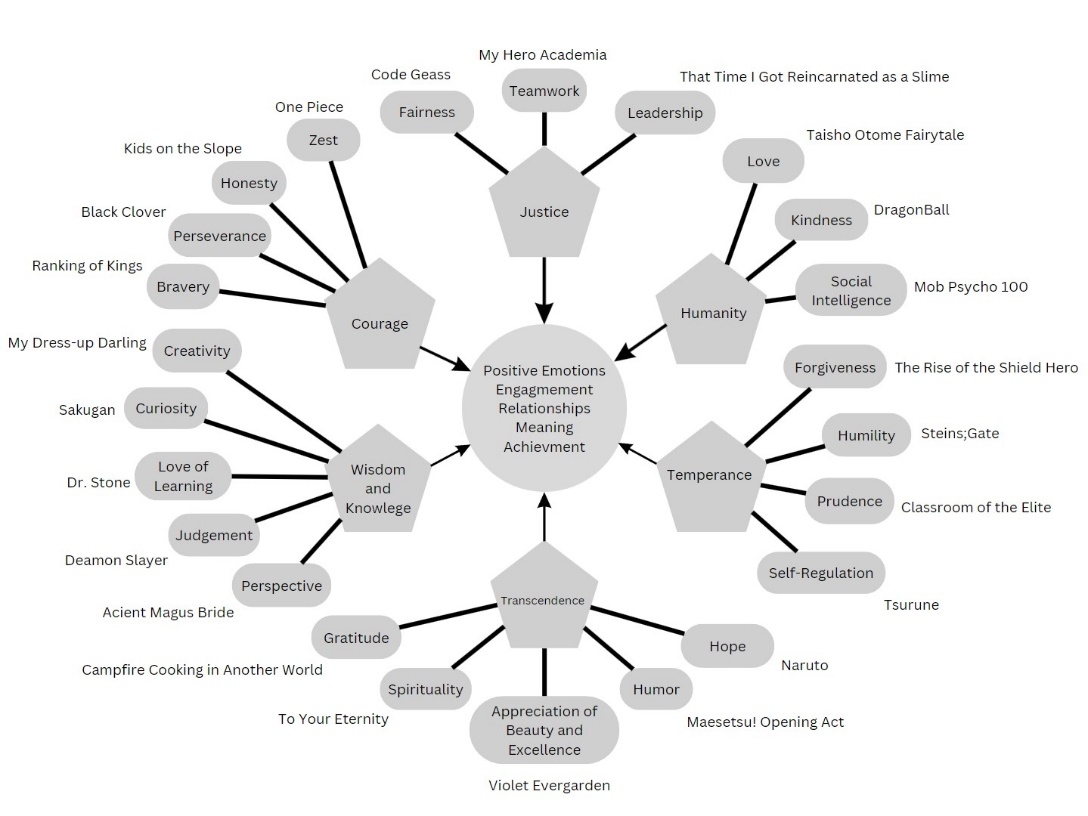 My Hero Academia
Code Geass
That Time I Got Reincarnated as a Slime
Teamwork
Fairness
Leadership
One Piece
Zest
Taisho Otome Fairytale
Love
Kids on the Slope
Honesty
Black Clover
Perseverance
DragonBall
Kindness
Justice
Ranking of Kings
Bravery
Social
Intelligence
Mob Psycho 100
Courage
Humanity
My Dress-up Darling
Creativity
Positive Emotions
Engagmement
Relationships
Meaning
Achievment
Forgiveness
The Rise of the Shield Hero
Sakugan
Curiosity
Humility
Steins;Gate
Dr. Stone
Love of
Learning
Wisdom
and
Knowlege
Temperance
Prudence
Classroom of the Elite
Judgement
Deamon Slayer
Self-Regulation
Tsurune
Perspective
Acient Magus Bride
Transcendence
Gratitude
Campfire Cooking in Another World
Hope
Naruto
Spirituality
To Your Eternity
Humor
Maesetsu! Opening Act
Appreciation of
Beauty and
Excellence
Violet Evergarden